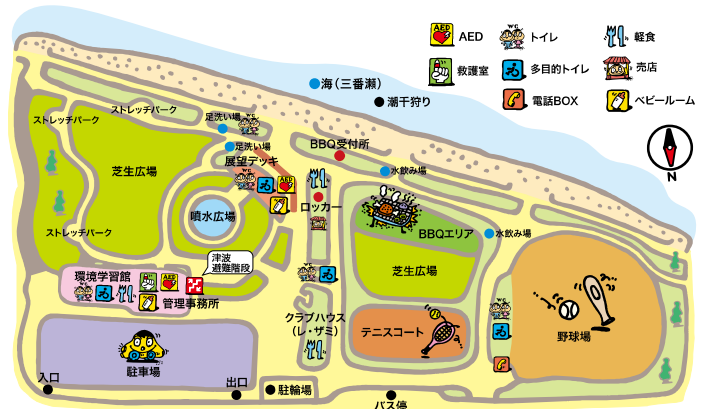 AED
WC
トイレ
軽食
救護室
多目的トイレ
売店
電話BOX
ベビールーム
N
海(三番瀬)
潮干狩り
ストレッチパーク
ストレッチパーク
足洗い場
WC
足洗い場
BBQ受付所
展望デッキ
水飲み場
芝生広場
WC
AED
ロッカー
噴水広場
BBQエリア
水飲み場
ストレッチパーク
芝生広場
津波
避難階段
環境学習館
WC
AED
管理事務所
WC
クラブハウス
(レ・ザミ)
テニスコート
WC
野球場
駐車場
入口
出口
駐輪場
バス停